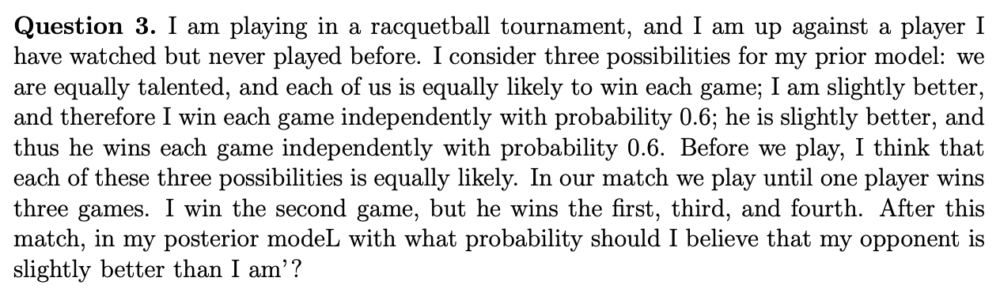 Question 3. I am playing in a racquetball tournament, and I am up against a player I
have watched but never played before. I consider three possibilities for my prior model: we
are equally talented, and each of us is equally likely to win each game; I am slightly better,
and therefore I win each game independently with probability 0.6; he is slightly better, and
thus he wins each game independently with probability 0.6. Before we play, I think that
each of these three possibilities is equally likely. In our match we play until one player wins
three games. I win the second game, but he wins the first, third, and fourth. After this
match, in my posterior modeL with what probability should I believe that my opponent is
slightly better than I am'?